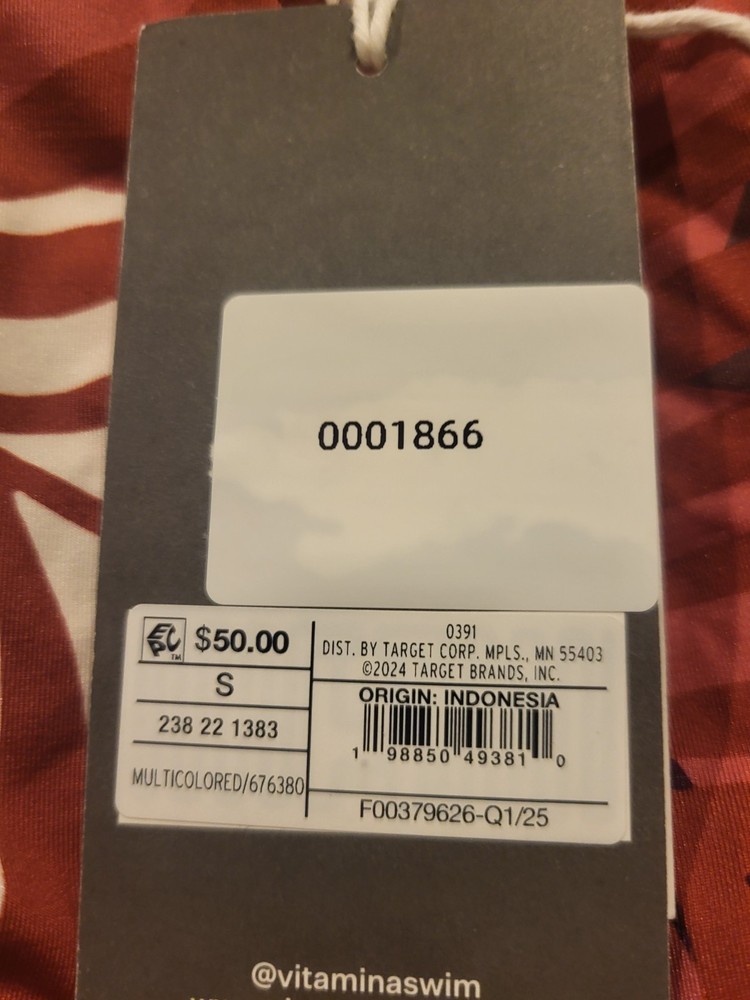 0001866
EPC™ $50.00
S
238 22 1383
MULTICOLORED/676380
0391
DIST. BY TARGET CORP. MPLS., MN 55403
©2024 TARGET BRANDS, INC.
ORIGIN: INDONESIA
1 98850 49381 0
F00379626-Q1/25
@vitaminaswim